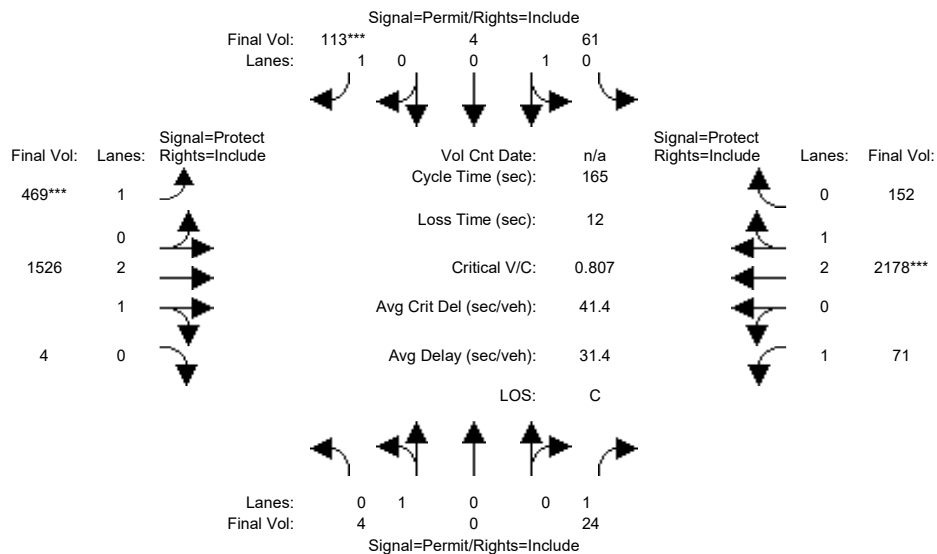 Signal=Permit/Rights=Include
Final Vol: 113*** 4 61
Lanes: 1 0 0 1 0
Signal=Protect Signal=Protect
Final Vol: Lanes: Rights=Include Vol Cnt Date: n/a Rights=Include Lanes: Final Vol:
Cycle Time (sec): 165
469*** 1 0 152
Loss Time (sec): 12
0 1
1526 2 Critical V/C: 0.807 2 2178***
1 Avg Crit Del (sec/veh): 41.4 0
4 0 Avg Delay (sec/veh): 31.4 1 71
LOS: C
Lanes: 0 1 0 0 1
Final Vol: 4 0 24
Signal=Permit/Rights=Include